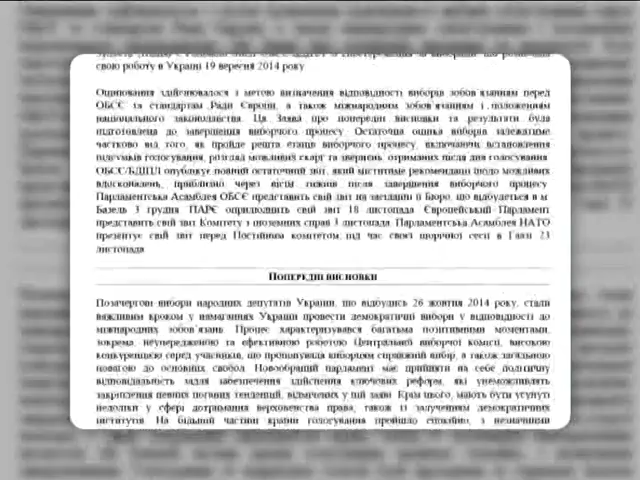 свою роботу в Україні 19 вересня 2014 року
Оцінювання здійснювалося з метою визначення відповідності виборів зобов'язанням перед
ОБСЄ та стандартам Ради Європи, а також міжнародним зобов'язанням і положенням
національного законодавства. Ця Заява про попередні висновки та результати була
підготовлена до завершення виборчого процесу. Остаточна оцінка виборів залежатиме
частково від того, як пройде решта етапів виборчого процесу, включаючи встановлення
підсумків голосування, розгляд можливих скарг та звернень, отриманих після дня голосування.
ОБСЄ/БДІПЛ опублікує повний остаточний звіт, який міститиме рекомендації щодо можливих
вдосконалень, приблизно через вісім тижнів після завершення виборчого процесу.
Парламентська Асамблея ОБСЄ представить свій звіт на засіданні її Бюро, що відбудеться в м.
Базель 3 грудня. ПАРЄ оприлюднить свій звіт 18 листопада. Європейський Парламент
представить свій звіт Комітету з іноземних справ 3 листопада. Парламентська Асамблея НАТО
презентує свій звіт перед Постійним комітетом під час своєї щорічної сесії в Гаазі 23
листопада.
ПОПЕРЕДНІ ВИСНОВКИ
Позачергові вибори народних депутатів України, що відбулись 26 жовтня 2014 року, стали
важливим кроком у намаганнях України провести демократичні вибори у відповідності до
міжнародних зобов'язань. Процес характеризувався багатьма позитивними моментами,
зокрема, неупередженою та ефективною роботою Центральної виборчої комісії, високою
конкуренцією серед учасників, що пропонувала виборцям справжній вибір, а також загальною
повагою до основних свобод. Новообраний парламент має прийняти на себе політичну
відповідальність задля забезпечення здійснення ключових реформ, які унеможливлять
закріплення певних поганих тенденцій, відмічених у цій заяві. Крім цього, мають бути усунуті
недоліки у сфері дотримання верховенства права, також із залученням демократичних
інститутів. На більшій частині країни голосування пройшло спокійно, з незначними